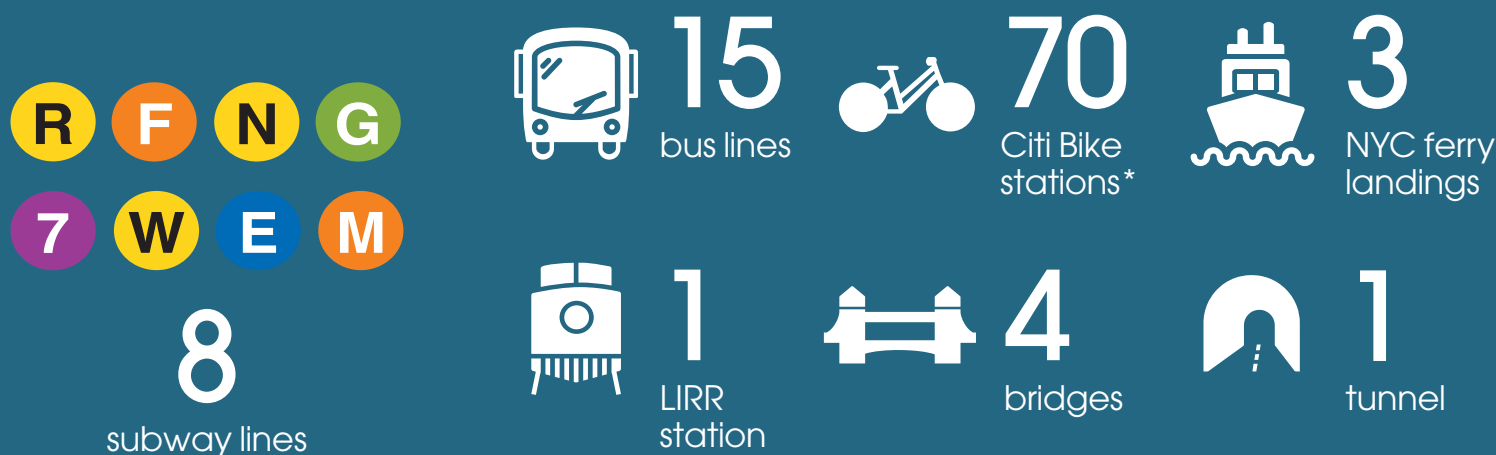 R F N G
7 W E M
8
subway lines
15
bus lines
70
Citi Bike
stations*
3
NYC ferry
landings
1
LIRR
station
4
bridges
1
tunnel